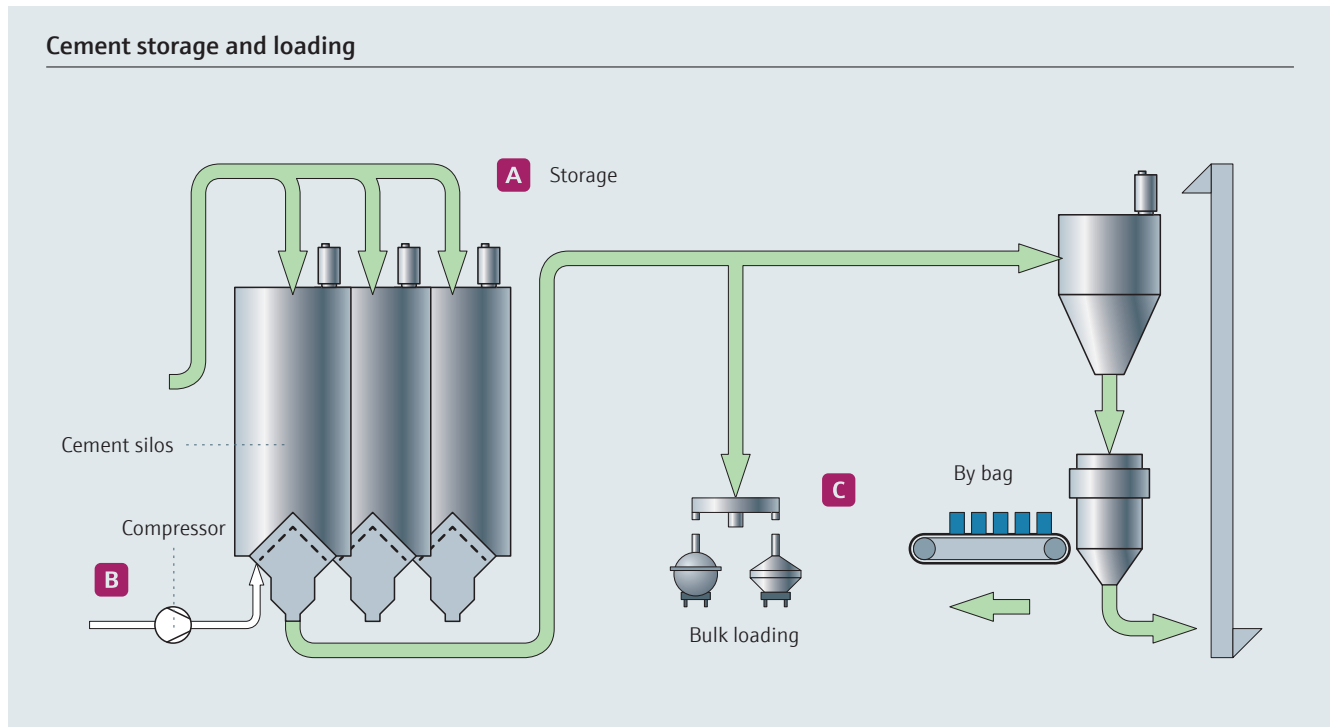 Cement storage and loading
A
Storage
Cement silos
Compressor
B
C
By bag
Bulk loading